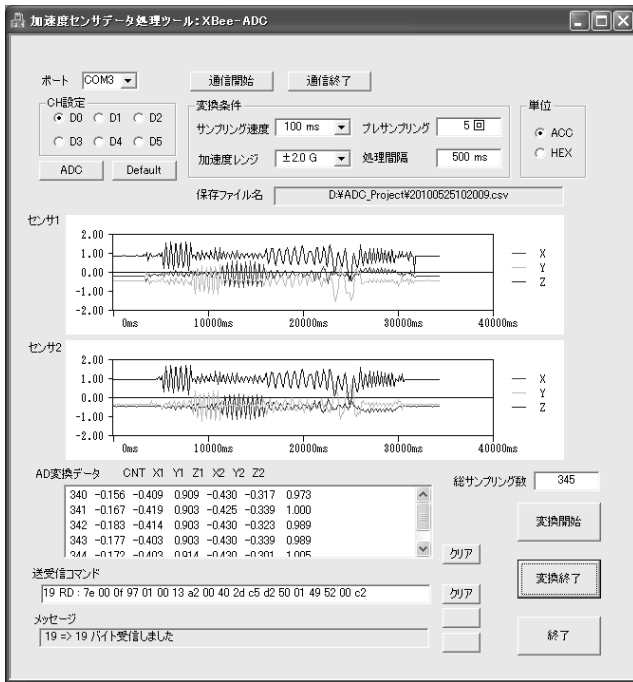 加速度センサデータ処理ツール:XBee-ADC
ポート COM3 通信開始 通信終了
CH設定
D0 D1 D2
D3 D4 D5
ADC Default
変換条件
サンプリング速度 100 ms プレサンプリング 5 回
加速度レンジ ±2.0 G 処理間隔 500 ms
単位
ACC
HEX
保存ファイル名 D:¥ADC_Project¥20100525102009.csv
センサ1
2.00
1.00
0.00
-1.00
-2.00
0ms 10000ms 20000ms 30000ms 40000ms
X
Y
Z
センサ2
2.00
1.00
0.00
-1.00
-2.00
0ms 10000ms 20000ms 30000ms 40000ms
X
Y
Z
AD変換データ CNT X1 Y1 Z1 X2 Y2 Z2
340 -0.156 -0.409 0.909 -0.430 -0.317 0.973
341 -0.167 -0.419 0.903 -0.425 -0.339 1.000
342 -0.183 -0.414 0.903 -0.430 -0.323 0.989
343 -0.177 -0.403 0.903 -0.430 -0.339 0.989
344 -0.172 -0.403 0.914 -0.430 -0.301 1.005
総サンプリング数 345
変換開始
クリア
送受信コマンド
19 RD : 7e 00 0f 97 01 00 13 a2 00 40 2d c5 d2 50 01 49 52 00 c2
クリア
変換終了
メッセージ
19 => 19 バイト受信しました
終了